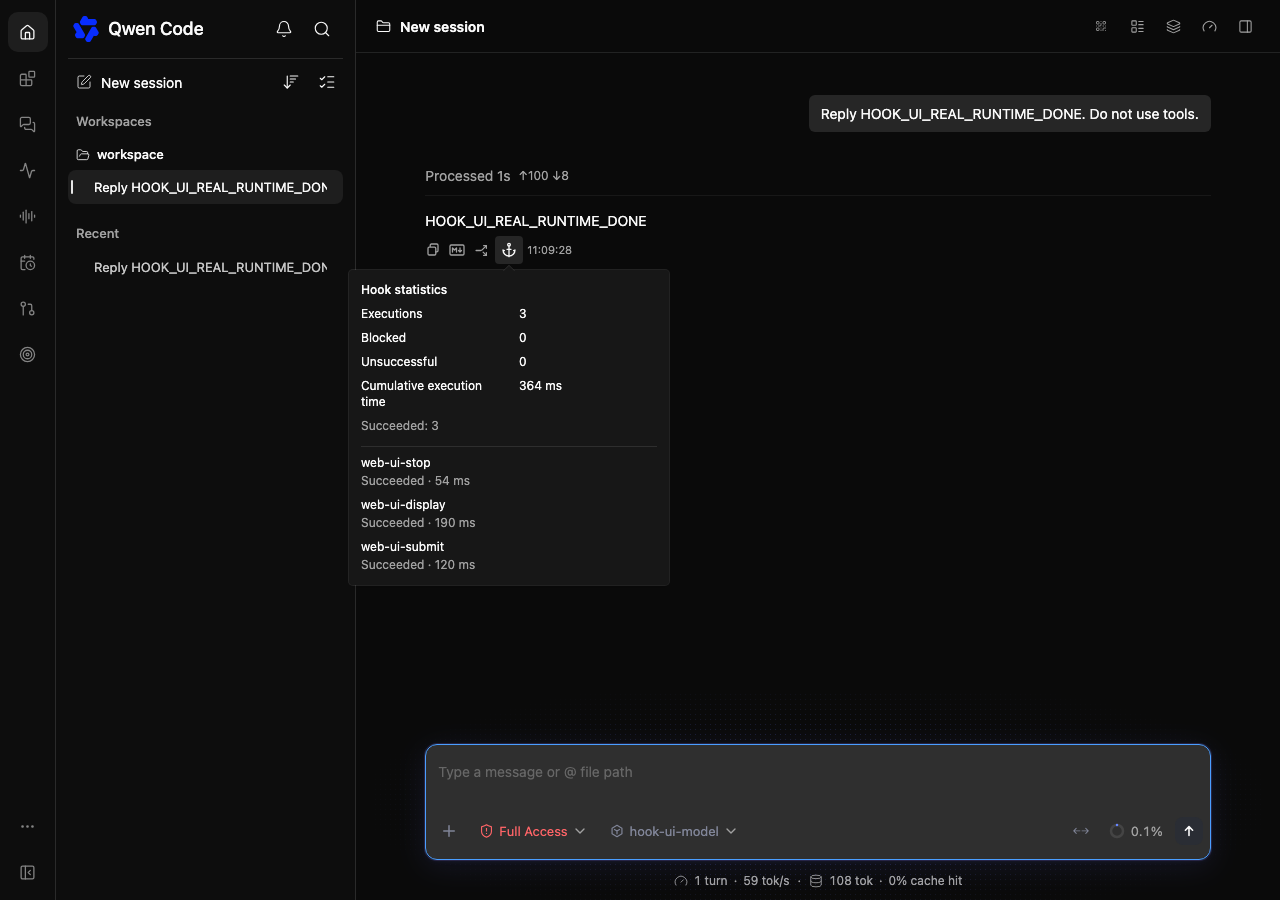 Qwen Code
New session
Workspaces
workspace
Reply HOOK_UI_REAL_RUNTIME_DON
Recent
Reply HOOK_UI_REAL_RUNTIME_DON
New session
Reply HOOK_UI_REAL_RUNTIME_DONE. Do not use tools.
Processed 1s ↑100 ↓8
HOOK_UI_REAL_RUNTIME_DONE
11:09:28
Hook statistics
Executions 3
Blocked 0
Unsuccessful 0
Cumulative execution 364 ms
time
Succeeded: 3
web-ui-stop
Succeeded · 54 ms
web-ui-display
Succeeded · 190 ms
web-ui-submit
Succeeded · 120 ms
Type a message or @ file path
Full Access hook-ui-model 0.1%
1 turn · 59 tok/s · 108 tok · 0% cache hit